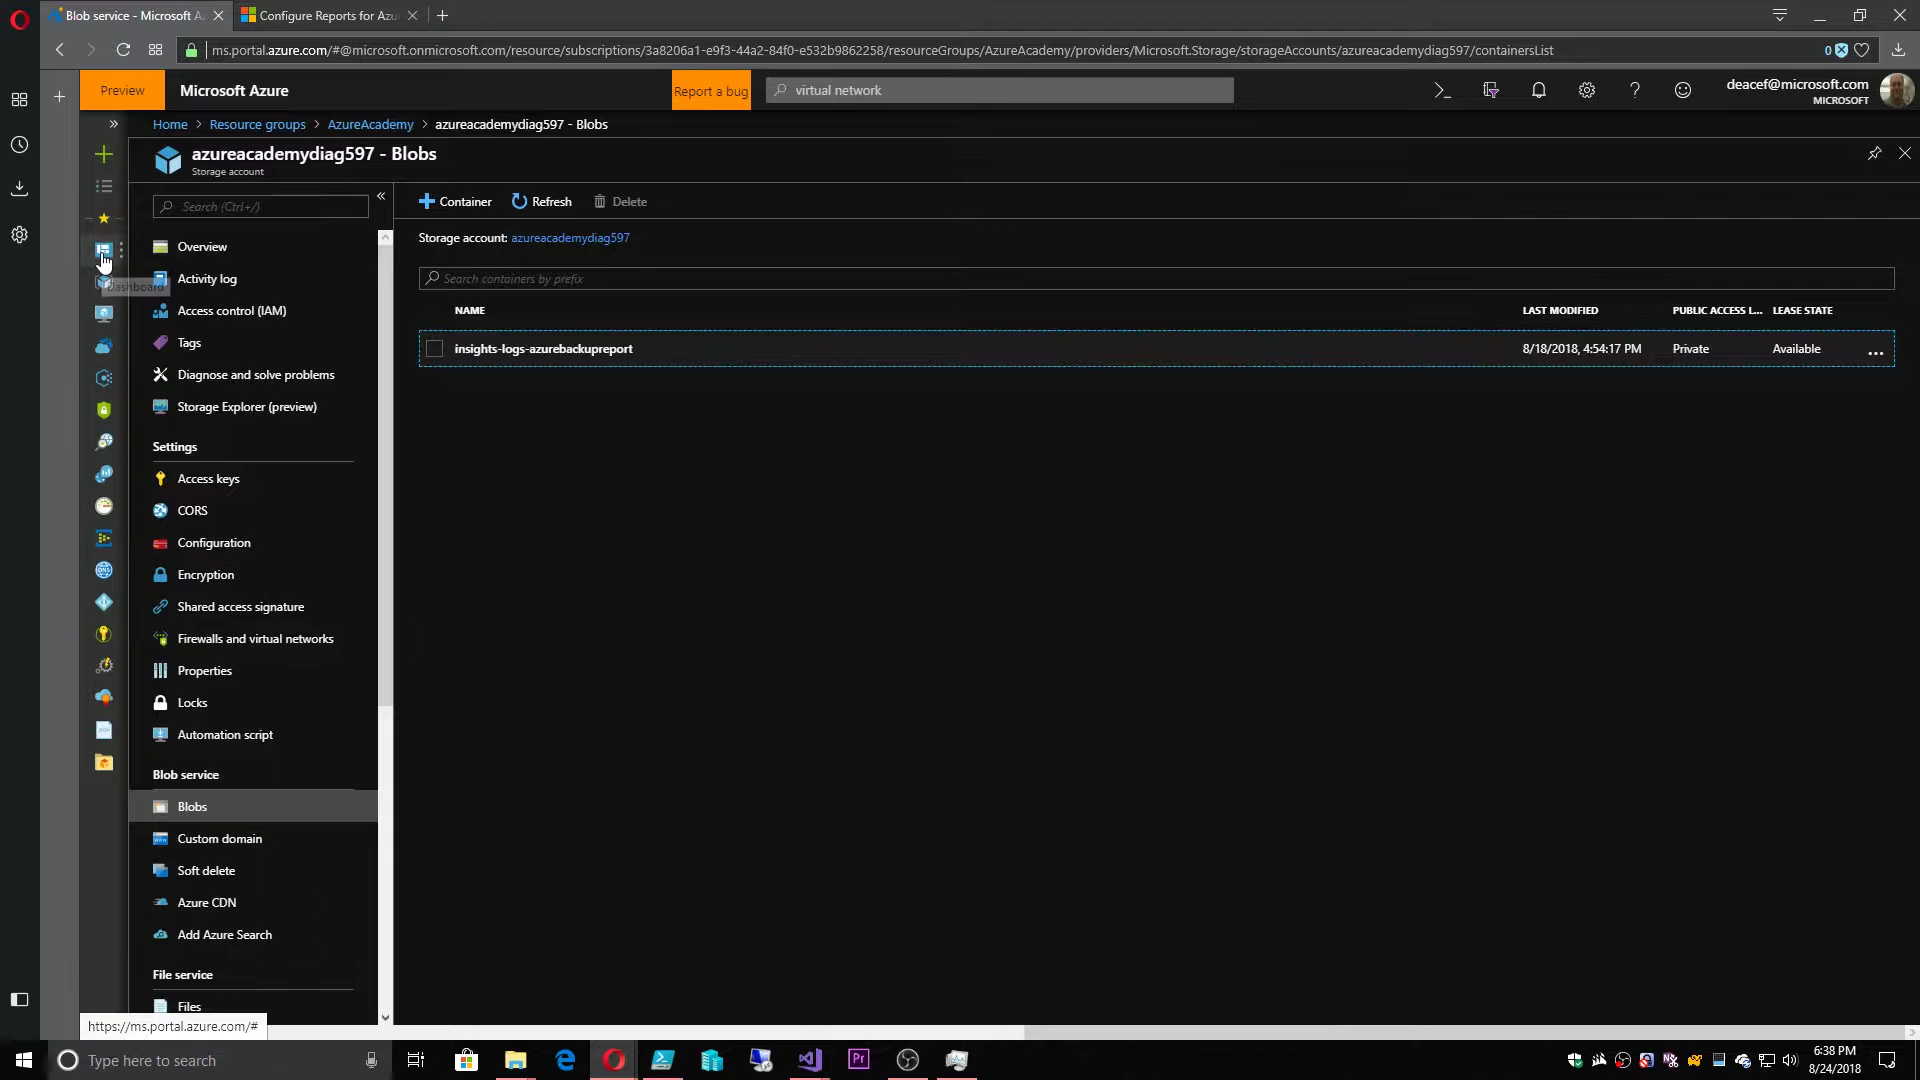 Blob service - Microsoft A
Configure Reports for Azu
ms.portal.azure.com/#@microsoft.onmicrosoft.com/resource/subscriptions/3a8206a1-e9f3-44a2-84f0-e532b9862258/resourceGroups/AzureAcademy/providers/Microsoft.Storage/storageAccounts/azureacademydiag597/containersList
0
Preview
Microsoft Azure
Report a bug
virtual network
deacef@microsoft.com
MICROSOFT
Home > Resource groups > AzureAcademy > azureacademydiag597 - Blobs
azureacademydiag597 - Blobs
Storage account
Search (Ctrl+/)
Container
Refresh
Delete
Storage account: azureacademydiag597
Search containers by prefix
NAME
LAST MODIFIED
PUBLIC ACCESS L...
LEASE STATE
insights-logs-azurebackupreport
8/18/2018, 4:54:17 PM
Private
Available
...
Overview
Activity log
Dashboard
Access control (IAM)
Tags
Diagnose and solve problems
Storage Explorer (preview)
Settings
Access keys
CORS
Configuration
Encryption
Shared access signature
Firewalls and virtual networks
Properties
Locks
Automation script
Blob service
Blobs
Custom domain
Soft delete
Azure CDN
Add Azure Search
File service
Files
https://ms.portal.azure.com/#
Type here to search
Pr
6:38 PM
8/24/2018